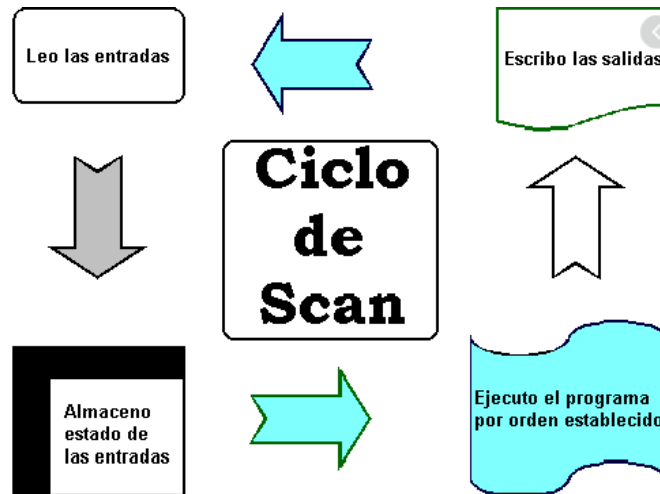 Leo las entradas
Escribo las salidas
Ciclo
de
Scan
Almaceno
estado de
las entradas
Ejecuto el programa
por orden establecido